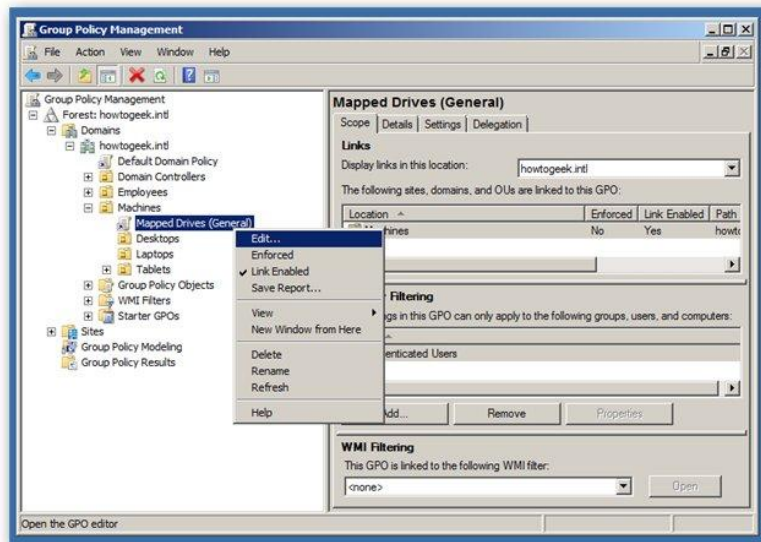 Group Policy Management
File Action View Window Help
Group Policy Management
Forest: howtogeek.intl
Domains
howtogeek.intl
Default Domain Policy
Domain Controllers
Employees
Machines
Mapped Drives (General)
Desktops
Laptops
Tablets
Group Policy Objects
WMI Filters
Starter GPOs
Sites
Group Policy Modeling
Group Policy Results
Edit...
Enforced
Link Enabled
Save Report...
View
New Window from Here
Delete
Rename
Refresh
Help
Mapped Drives (General)
Scope Details Settings Delegation
Links
Display links in this location: howtogeek.intl
The following sites, domains, and OUs are linked to this GPO:
Location Enforced Link Enabled Path
No Yes
Filtering
in this GPO can only apply to the following groups, users, and computers:
Users
Remove Properties
WMI Filtering
This GPO is linked to the following WMI filter:
<none> Open
Open the GPO editor